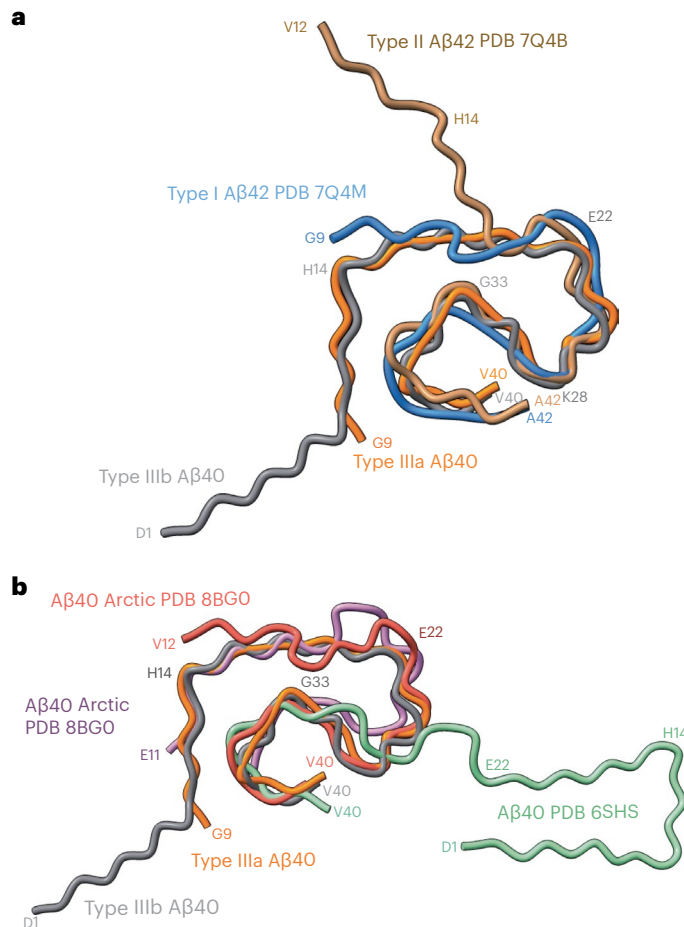 a
V12
Type II Aβ42 PDB 7Q4B
H14
Type I Aβ42 PDB 7Q4M
E22
G9
H14
G33
V40
V40
A42
K28
A42
G9
Type IIIa Aβ40
Type IIIb Aβ40
D1
b
Aβ40 Arctic PDB 8BG0
V12
E22
H14
G33
Aβ40 Arctic
PDB 8BG0
E11
H14
E22
V40
V40
V40
Aβ40 PDB 6SHS
G9
D1
Type IIIa Aβ40
Type IIIb Aβ40
D1